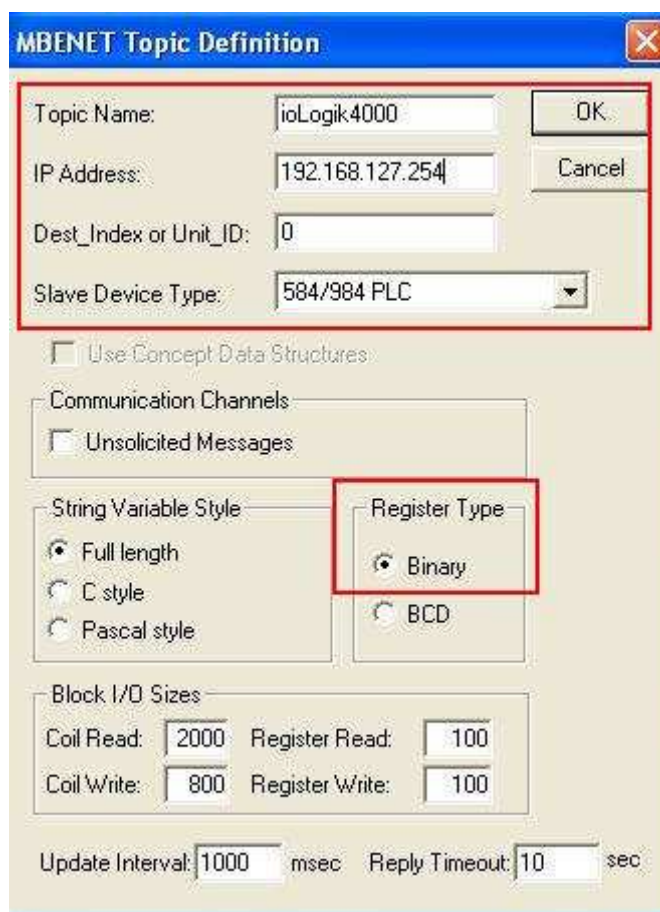 MBENET Topic Definition
Topic Name: ioLogik4000 OK
IP Address: 192.168.127.254 Cancel
Dest_Index or Unit_ID: 0
Slave Device Type: 584/984 PLC
Use Concept Data Structures
Communication Channels
Unsolicited Messages
String Variable Style
Full length
C style
Pascal style
Register Type
Binary
BCD
Block I/O Sizes
Coil Read: 2000 Register Read: 100
Coil Write: 800 Register Write: 100
Update Interval: 1000 msec Reply Timeout: 10 sec